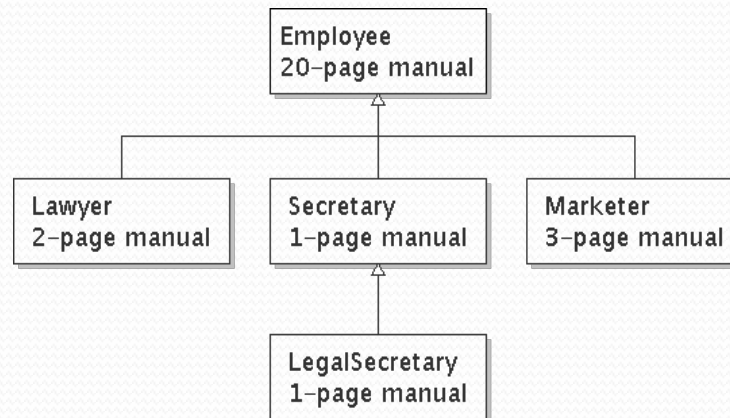 Employee
20-page manual
Lawyer
2-page manual
Secretary
1-page manual
Marketer
3-page manual
LegalSecretary
1-page manual